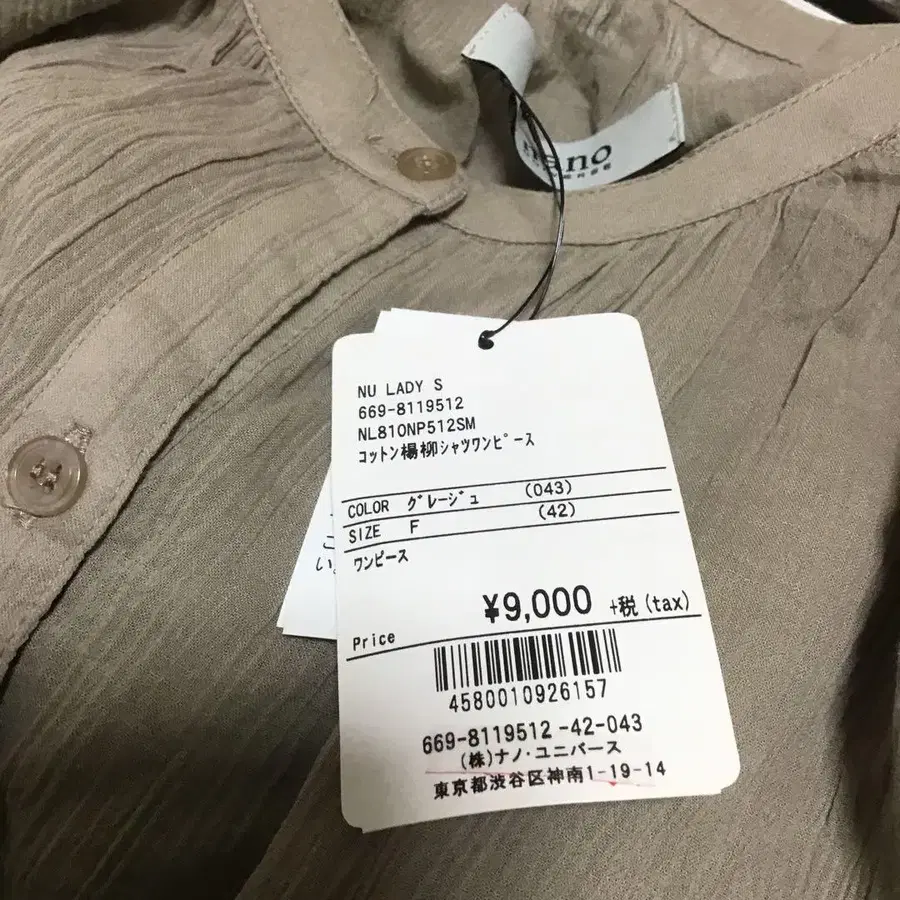 nano
NU LADY S
669-8119512
NL810NP512SM
コットン楊柳シャツワンピース
COLOR グレージュ (043)
SIZE F (42)
ワンピース
¥9,000 +税(tax)
Price
4580010926157
669-8119512-42-043
(株)ナノ・ユニバース
東京都渋谷区神南1-19-14
い。